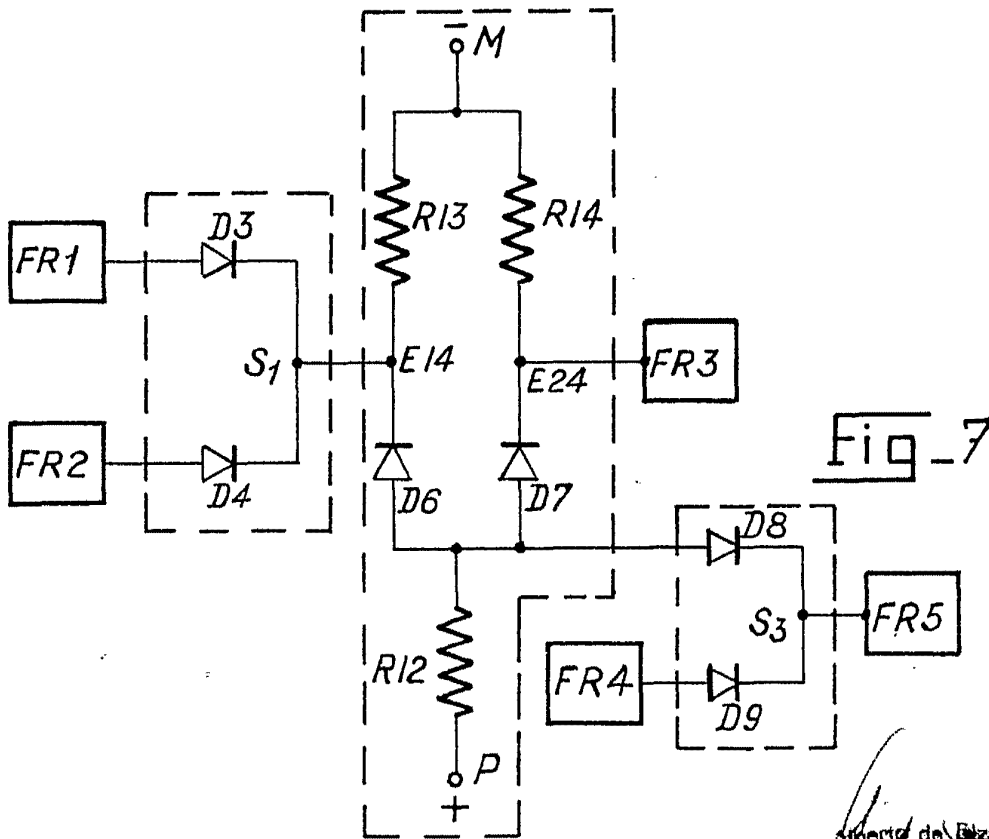 − M
R13
R14
D3
FR1
S1
E14
E24
FR3
FR2
D4
D6
D7
Fig_7
D8
S3
FR5
R12
FR4
D9
P
+